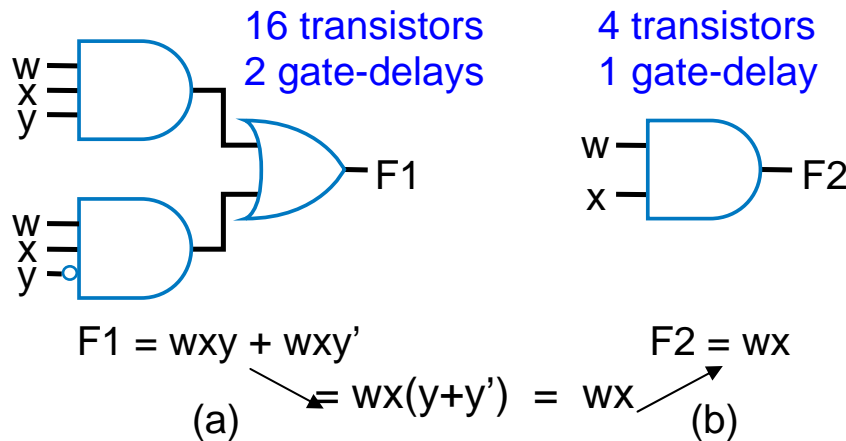 16 transistors
2 gate-delays
4 transistors
1 gate-delay
w
x
y
F1
w
x
y
w
x
F2
F1 = wxy + wxy’
F2 = wx
= wx(y+y’) = wx
(a)
(b)